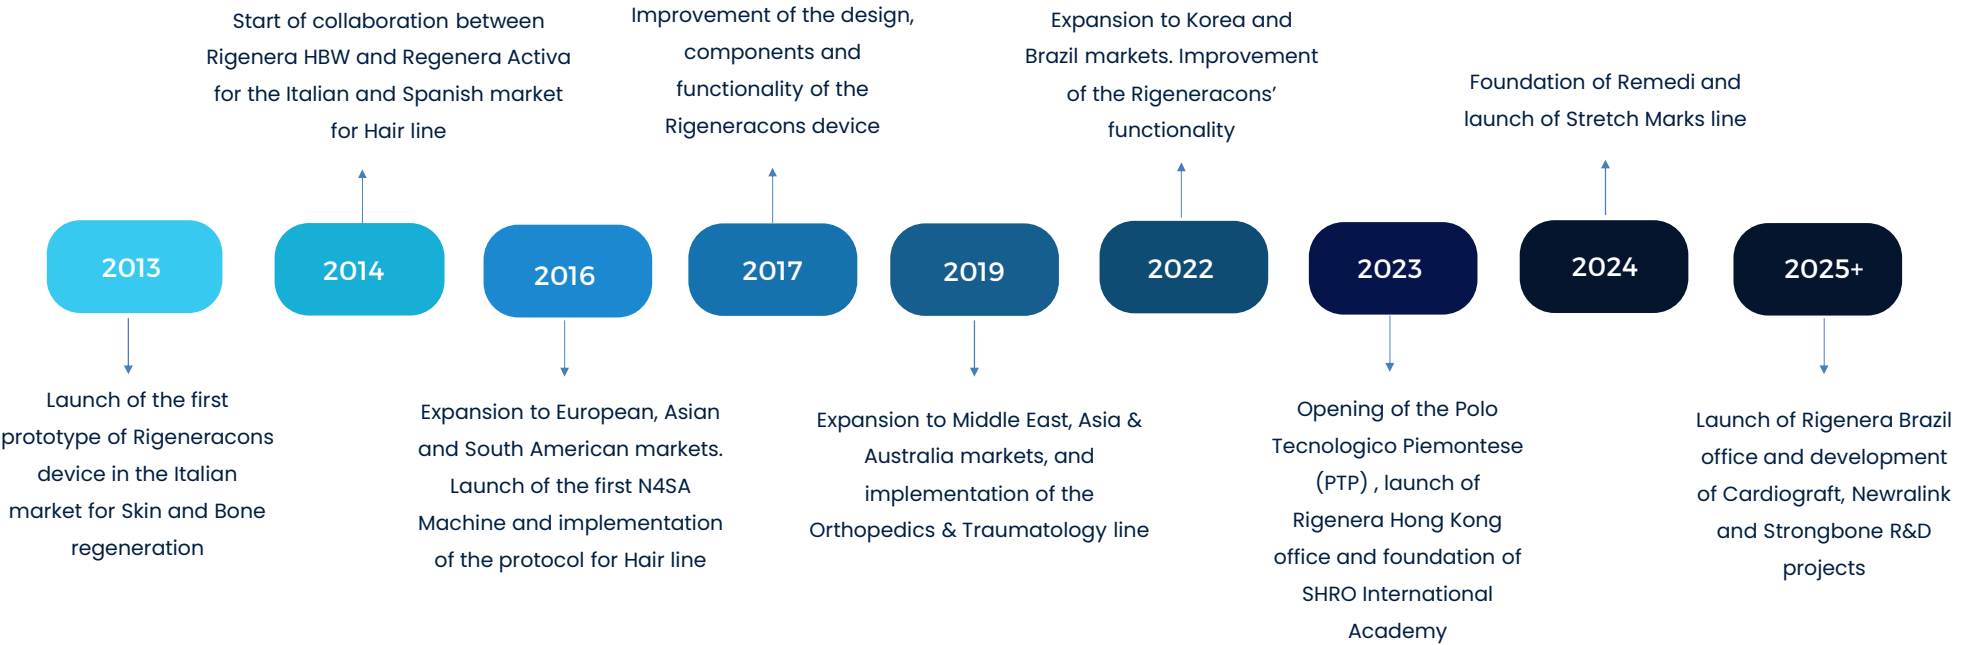 Start of collaboration between
Rigenera HBW and Regenera Activa
for the Italian and Spanish market
for Hair line
Improvement of the design,
components and
functionality of the
Rigeneracons device
Expansion to Korea and
Brazil markets. Improvement
of the Rigeneracons’
functionality
Foundation of Remedi and
launch of Stretch Marks line
2013
2014
2016
2017
2019
2022
2023
2024
2025+
Launch of the first
prototype of Rigeneracons
device in the Italian
market for Skin and Bone
regeneration
Expansion to European, Asian
and South American markets.
Launch of the first N4SA
Machine and implementation
of the protocol for Hair line
Expansion to Middle East, Asia &
Australia markets, and
implementation of the
Orthopedics & Traumatology line
Opening of the Polo
Tecnologico Piemontese
(PTP) , launch of
Rigenera Hong Kong
office and foundation of
SHRO International
Academy
Launch of Rigenera Brazil
office and development
of Cardiograft, Newralink
and Strongbone R&D
projects